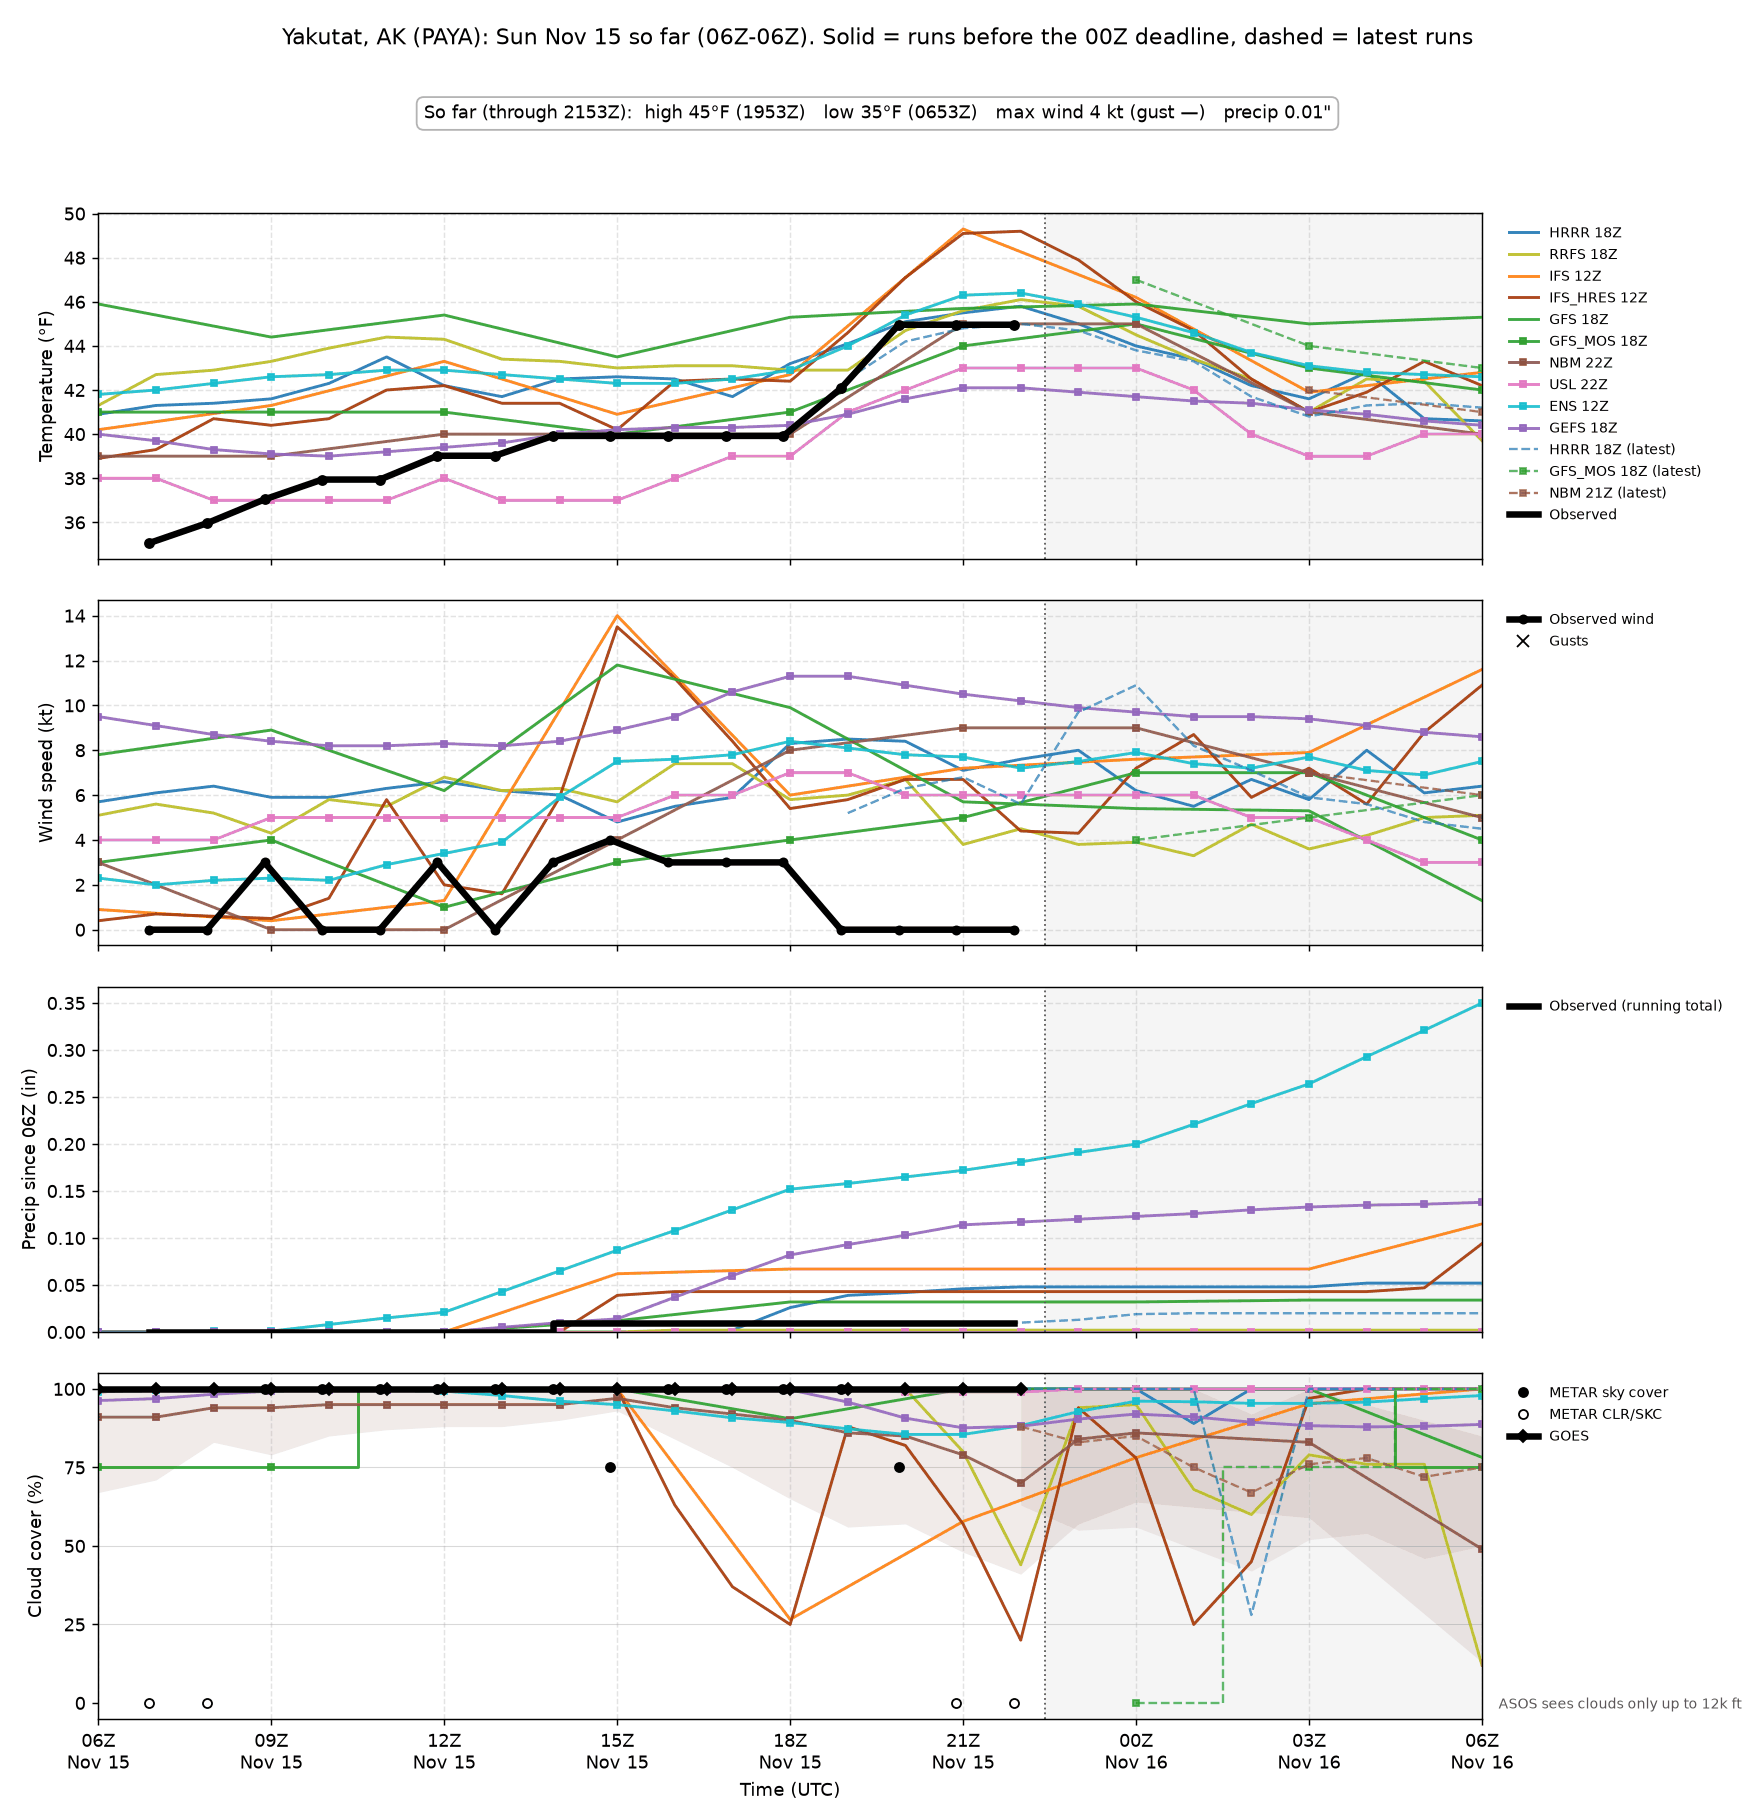 Yakutat, AK (PAYA): Sun Nov 15 so far (06Z-06Z). Solid = runs before the 00Z deadline, dashed = latest runs
So far (through 2153Z):  high 45°F (1953Z)   low 35°F (0653Z)   max wind 4 kt (gust —)   precip 0.01"
Temperature (°F)
50
48
46
44
42
40
38
36
HRRR 18Z
RRFS 18Z
IFS 12Z
IFS_HRES 12Z
GFS 18Z
GFS_MOS 18Z
NBM 22Z
USL 22Z
ENS 12Z
GEFS 18Z
HRRR 18Z (latest)
GFS_MOS 18Z (latest)
NBM 21Z (latest)
Observed
Wind speed (kt)
14
12
10
8
6
4
2
0
Observed wind
Gusts
Precip since 06Z (in)
0.35
0.30
0.25
0.20
0.15
0.10
0.05
0.00
Observed (running total)
Cloud cover (%)
100
75
50
25
0
METAR sky cover
METAR CLR/SKC
GOES
ASOS sees clouds only up to 12k ft
06Z
Nov 15
09Z
Nov 15
12Z
Nov 15
15Z
Nov 15
18Z
Nov 15
21Z
Nov 15
00Z
Nov 16
03Z
Nov 16
06Z
Nov 16
Time (UTC)